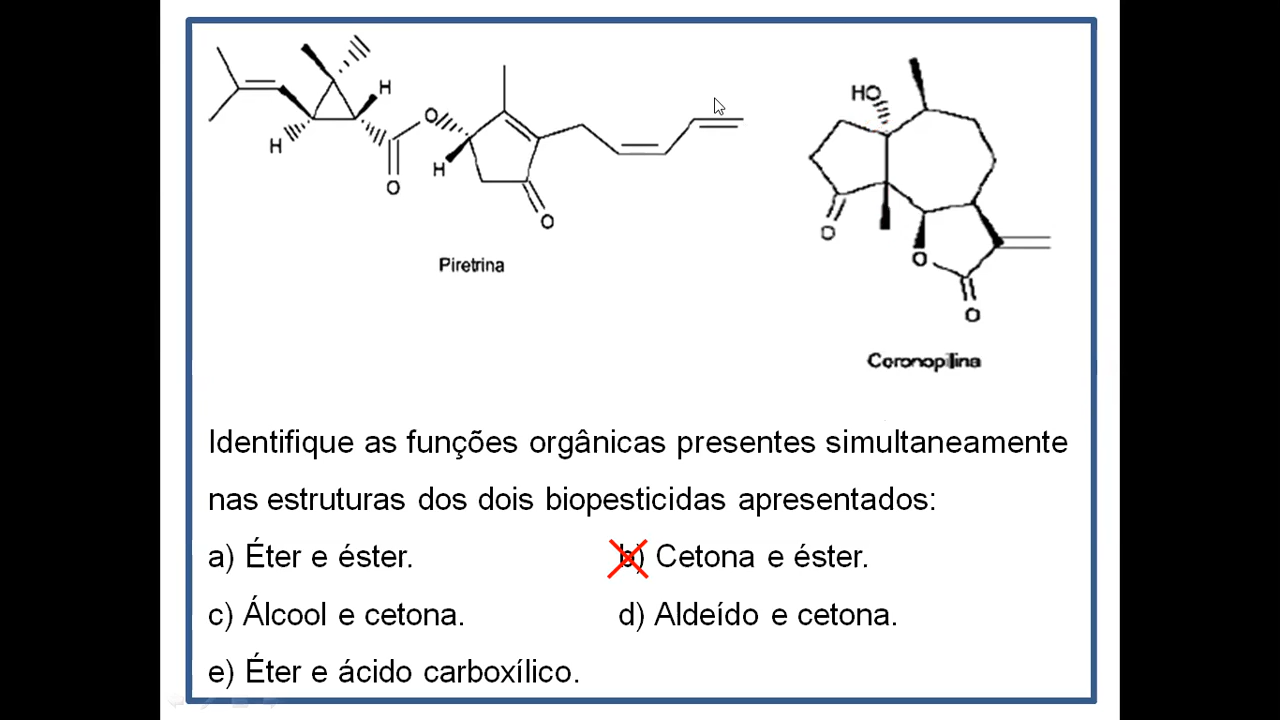 H
H
O
O
H
O
Piretrina
HO
O
O
O
Coronopilina
Identifique as funções orgânicas presentes simultaneamente
nas estruturas dos dois biopesticidas apresentados:
a) Éter e éster.
b) Cetona e éster.
c) Álcool e cetona.
d) Aldeído e cetona.
e) Éter e ácido carboxílico.